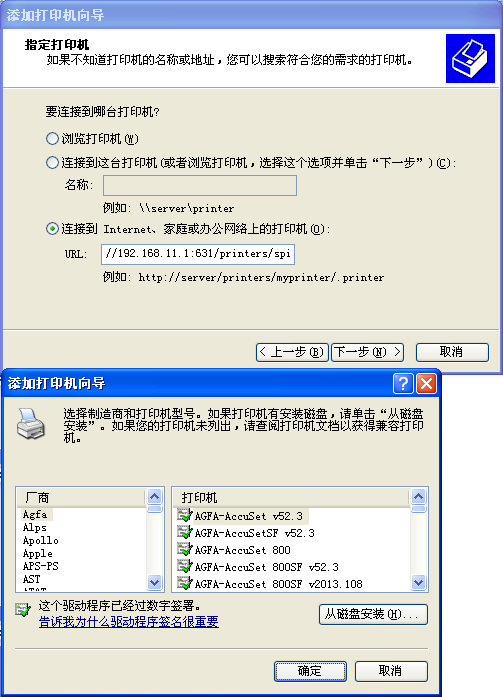 添加打印机向导
指定打印机
如果不知道打印机的名称或地址，您可以搜索符合您的需求的打印机。
要连接到哪台打印机?
浏览打印机(W)
连接到这台打印机(或者浏览打印机，选择这个选项并单击“下一步”)(C):
名称:
例如: \\server\printer
连接到 Internet、家庭或办公网络上的打印机(O):
URL: //192.168.11.1:631/printers/spi
例如: http://server/printers/myprinter/.printer
< 上一步(B) 下一步(N) > 取消
添加打印机向导
选择制造商和打印机型号。如果打印机有安装磁盘，请单击“从磁盘
安装”。如果您的打印机未列出，请查阅打印机文档以获得兼容打印
机。
厂商 打印机
Agfa AGFA-AccuSet v52.3
Alps AGFA-AccuSetSF v52.3
Apollo AGFA-AccuSet 800
Apple AGFA-AccuSet 800SF v52.3
APS-PS AGFA-AccuSet 800SF v2013.108
AST
AT&T
这个驱动程序已经过数字签署。
告诉我为什么驱动程序签名很重要
从磁盘安装(H)...
确定 取消